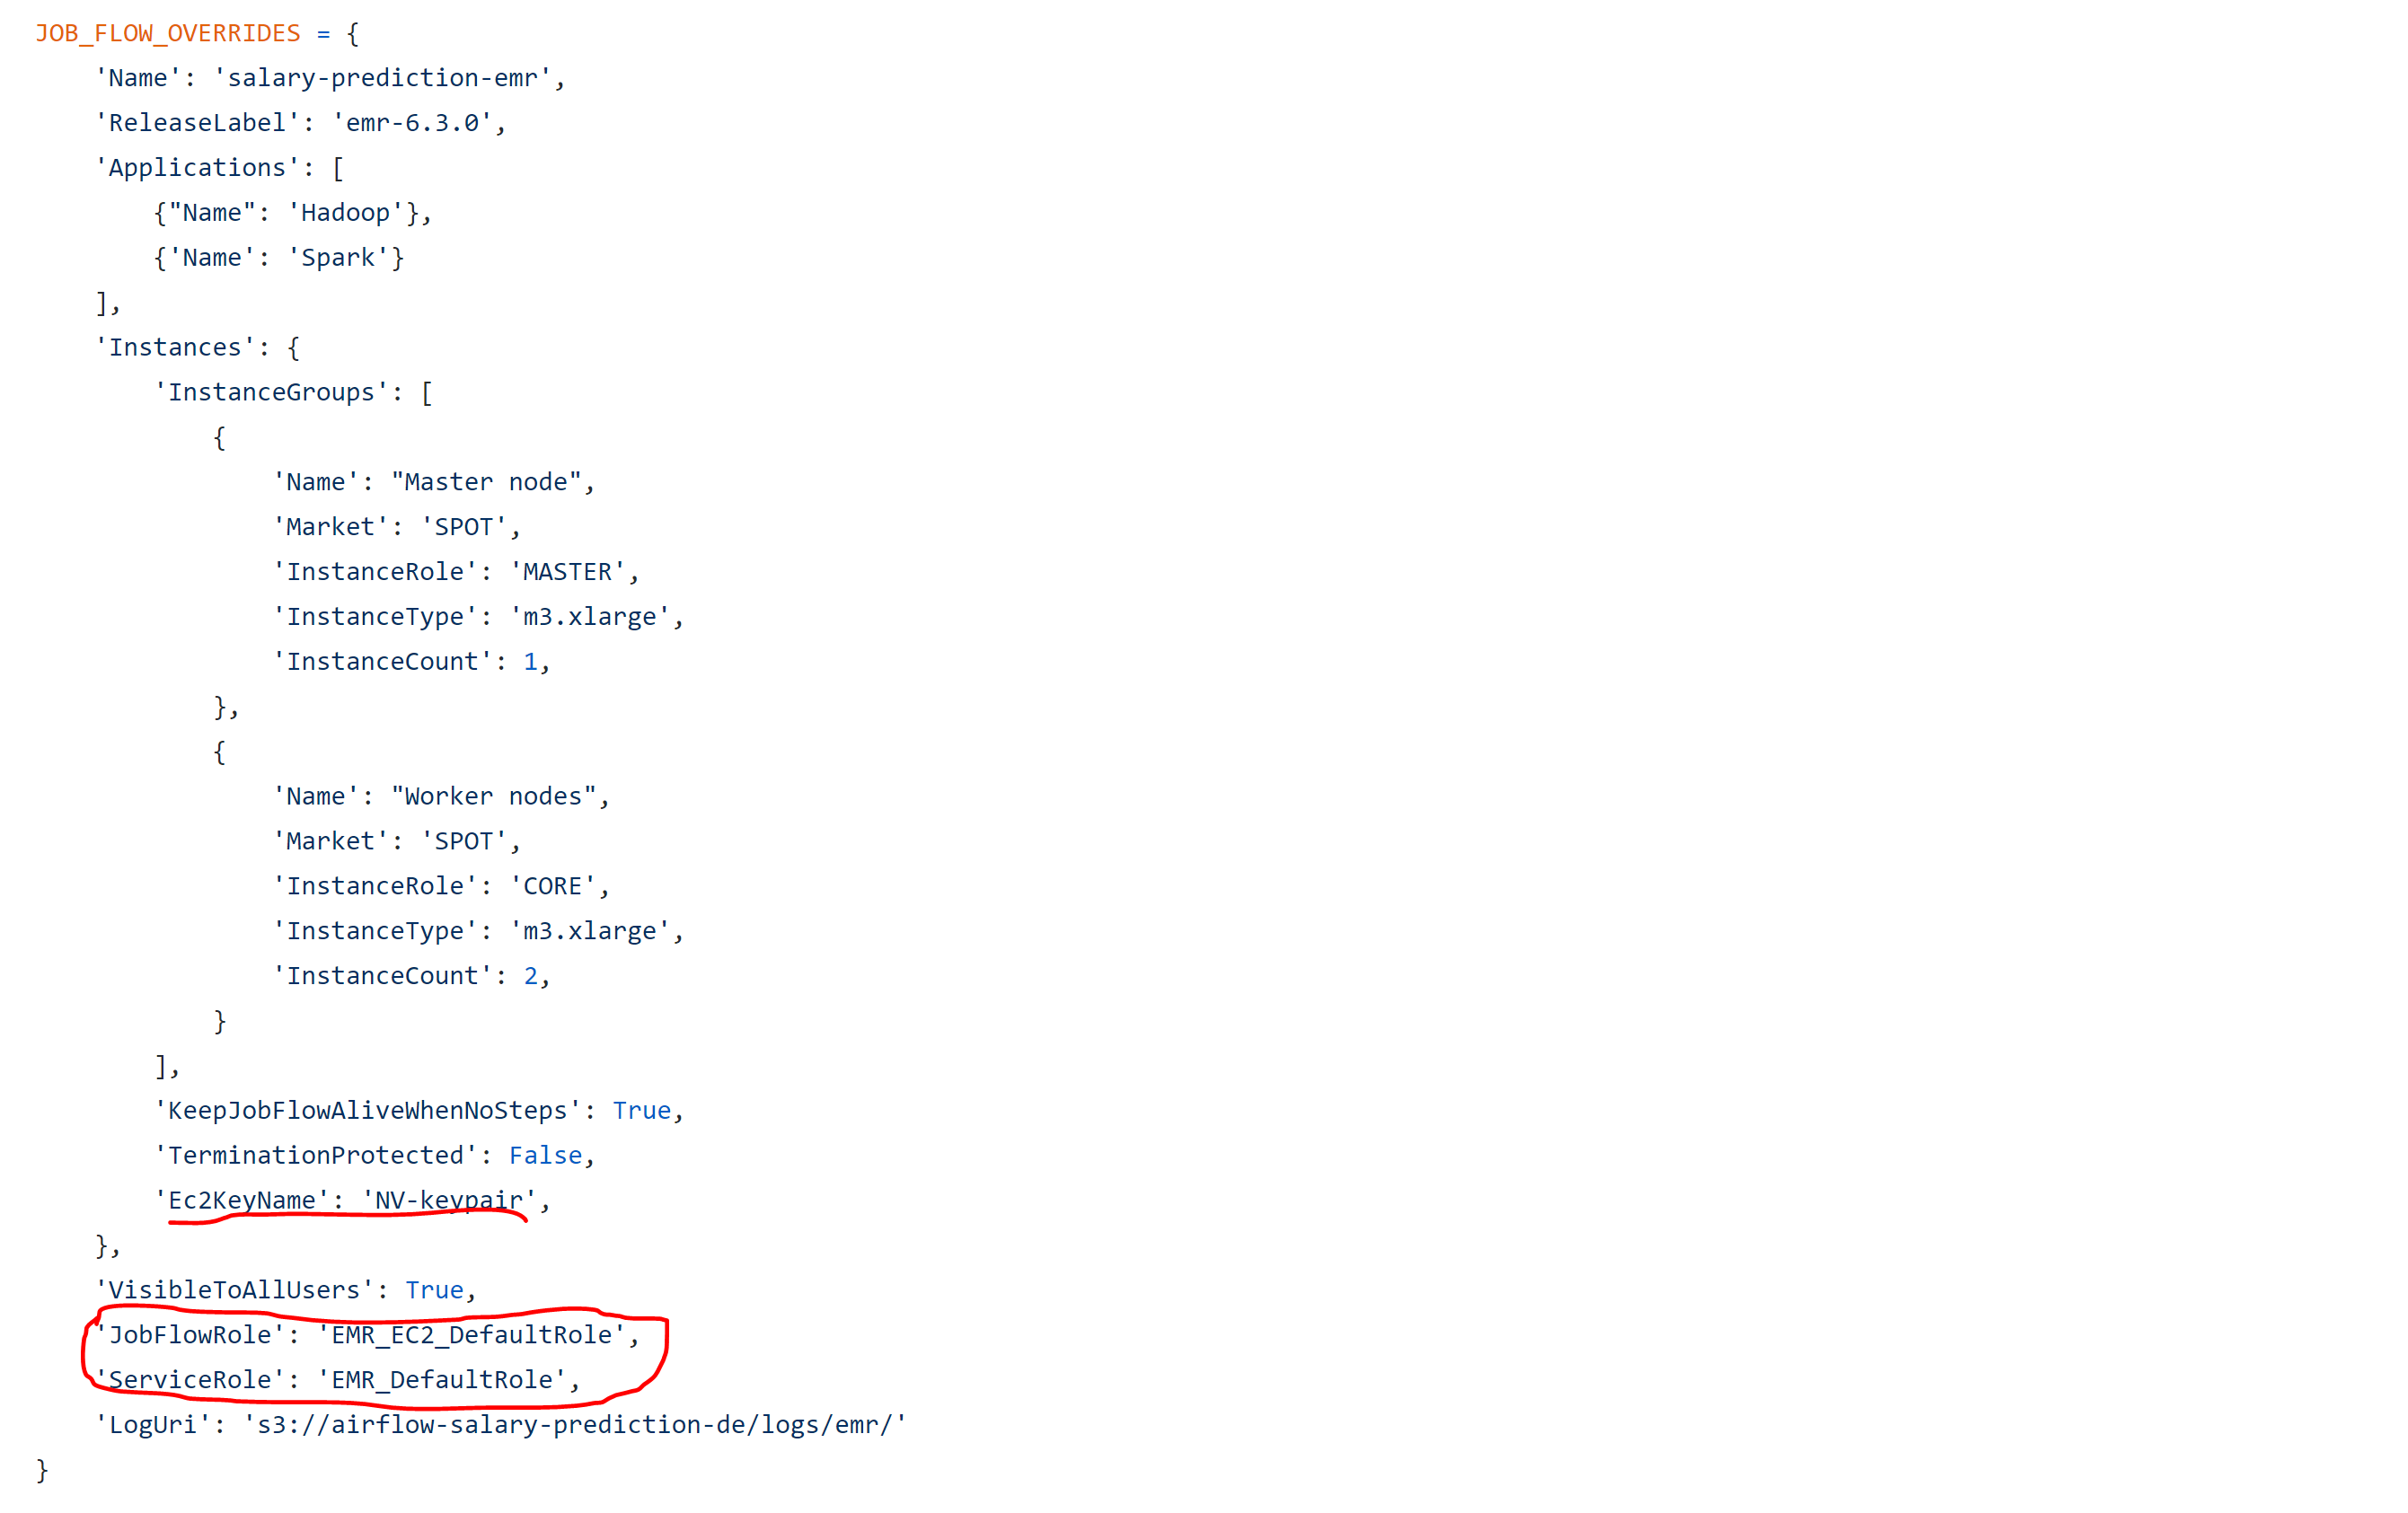 JOB_FLOW_OVERRIDES = {
    'Name': 'salary-prediction-emr',
    'ReleaseLabel': 'emr-6.3.0',
    'Applications': [
        {"Name": 'Hadoop'},
        {'Name': 'Spark'}
    ],
    'Instances': {
        'InstanceGroups': [
            {
                'Name': "Master node",
                'Market': 'SPOT',
                'InstanceRole': 'MASTER',
                'InstanceType': 'm3.xlarge',
                'InstanceCount': 1,
            },
            {
                'Name': "Worker nodes",
                'Market': 'SPOT',
                'InstanceRole': 'CORE',
                'InstanceType': 'm3.xlarge',
                'InstanceCount': 2,
            }
        ],
        'KeepJobFlowAliveWhenNoSteps': True,
        'TerminationProtected': False,
        'Ec2KeyName': 'NV-keypair',
    },
    'VisibleToAllUsers': True,
    'JobFlowRole': 'EMR_EC2_DefaultRole',
    'ServiceRole': 'EMR_DefaultRole',
    'LogUri': 's3://airflow-salary-prediction-de/logs/emr/'
}